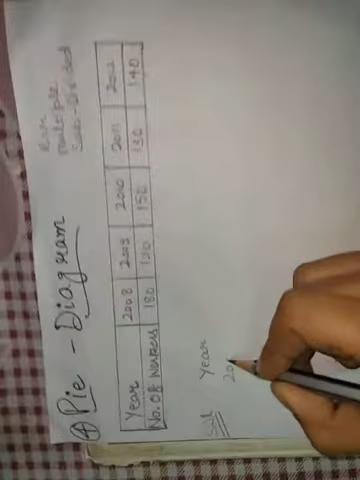 ④ Pie - Diagram
Year 2008 2009 2010 2011 2012
No. Of Workers 180 120 150 130 140
Sol Year
20